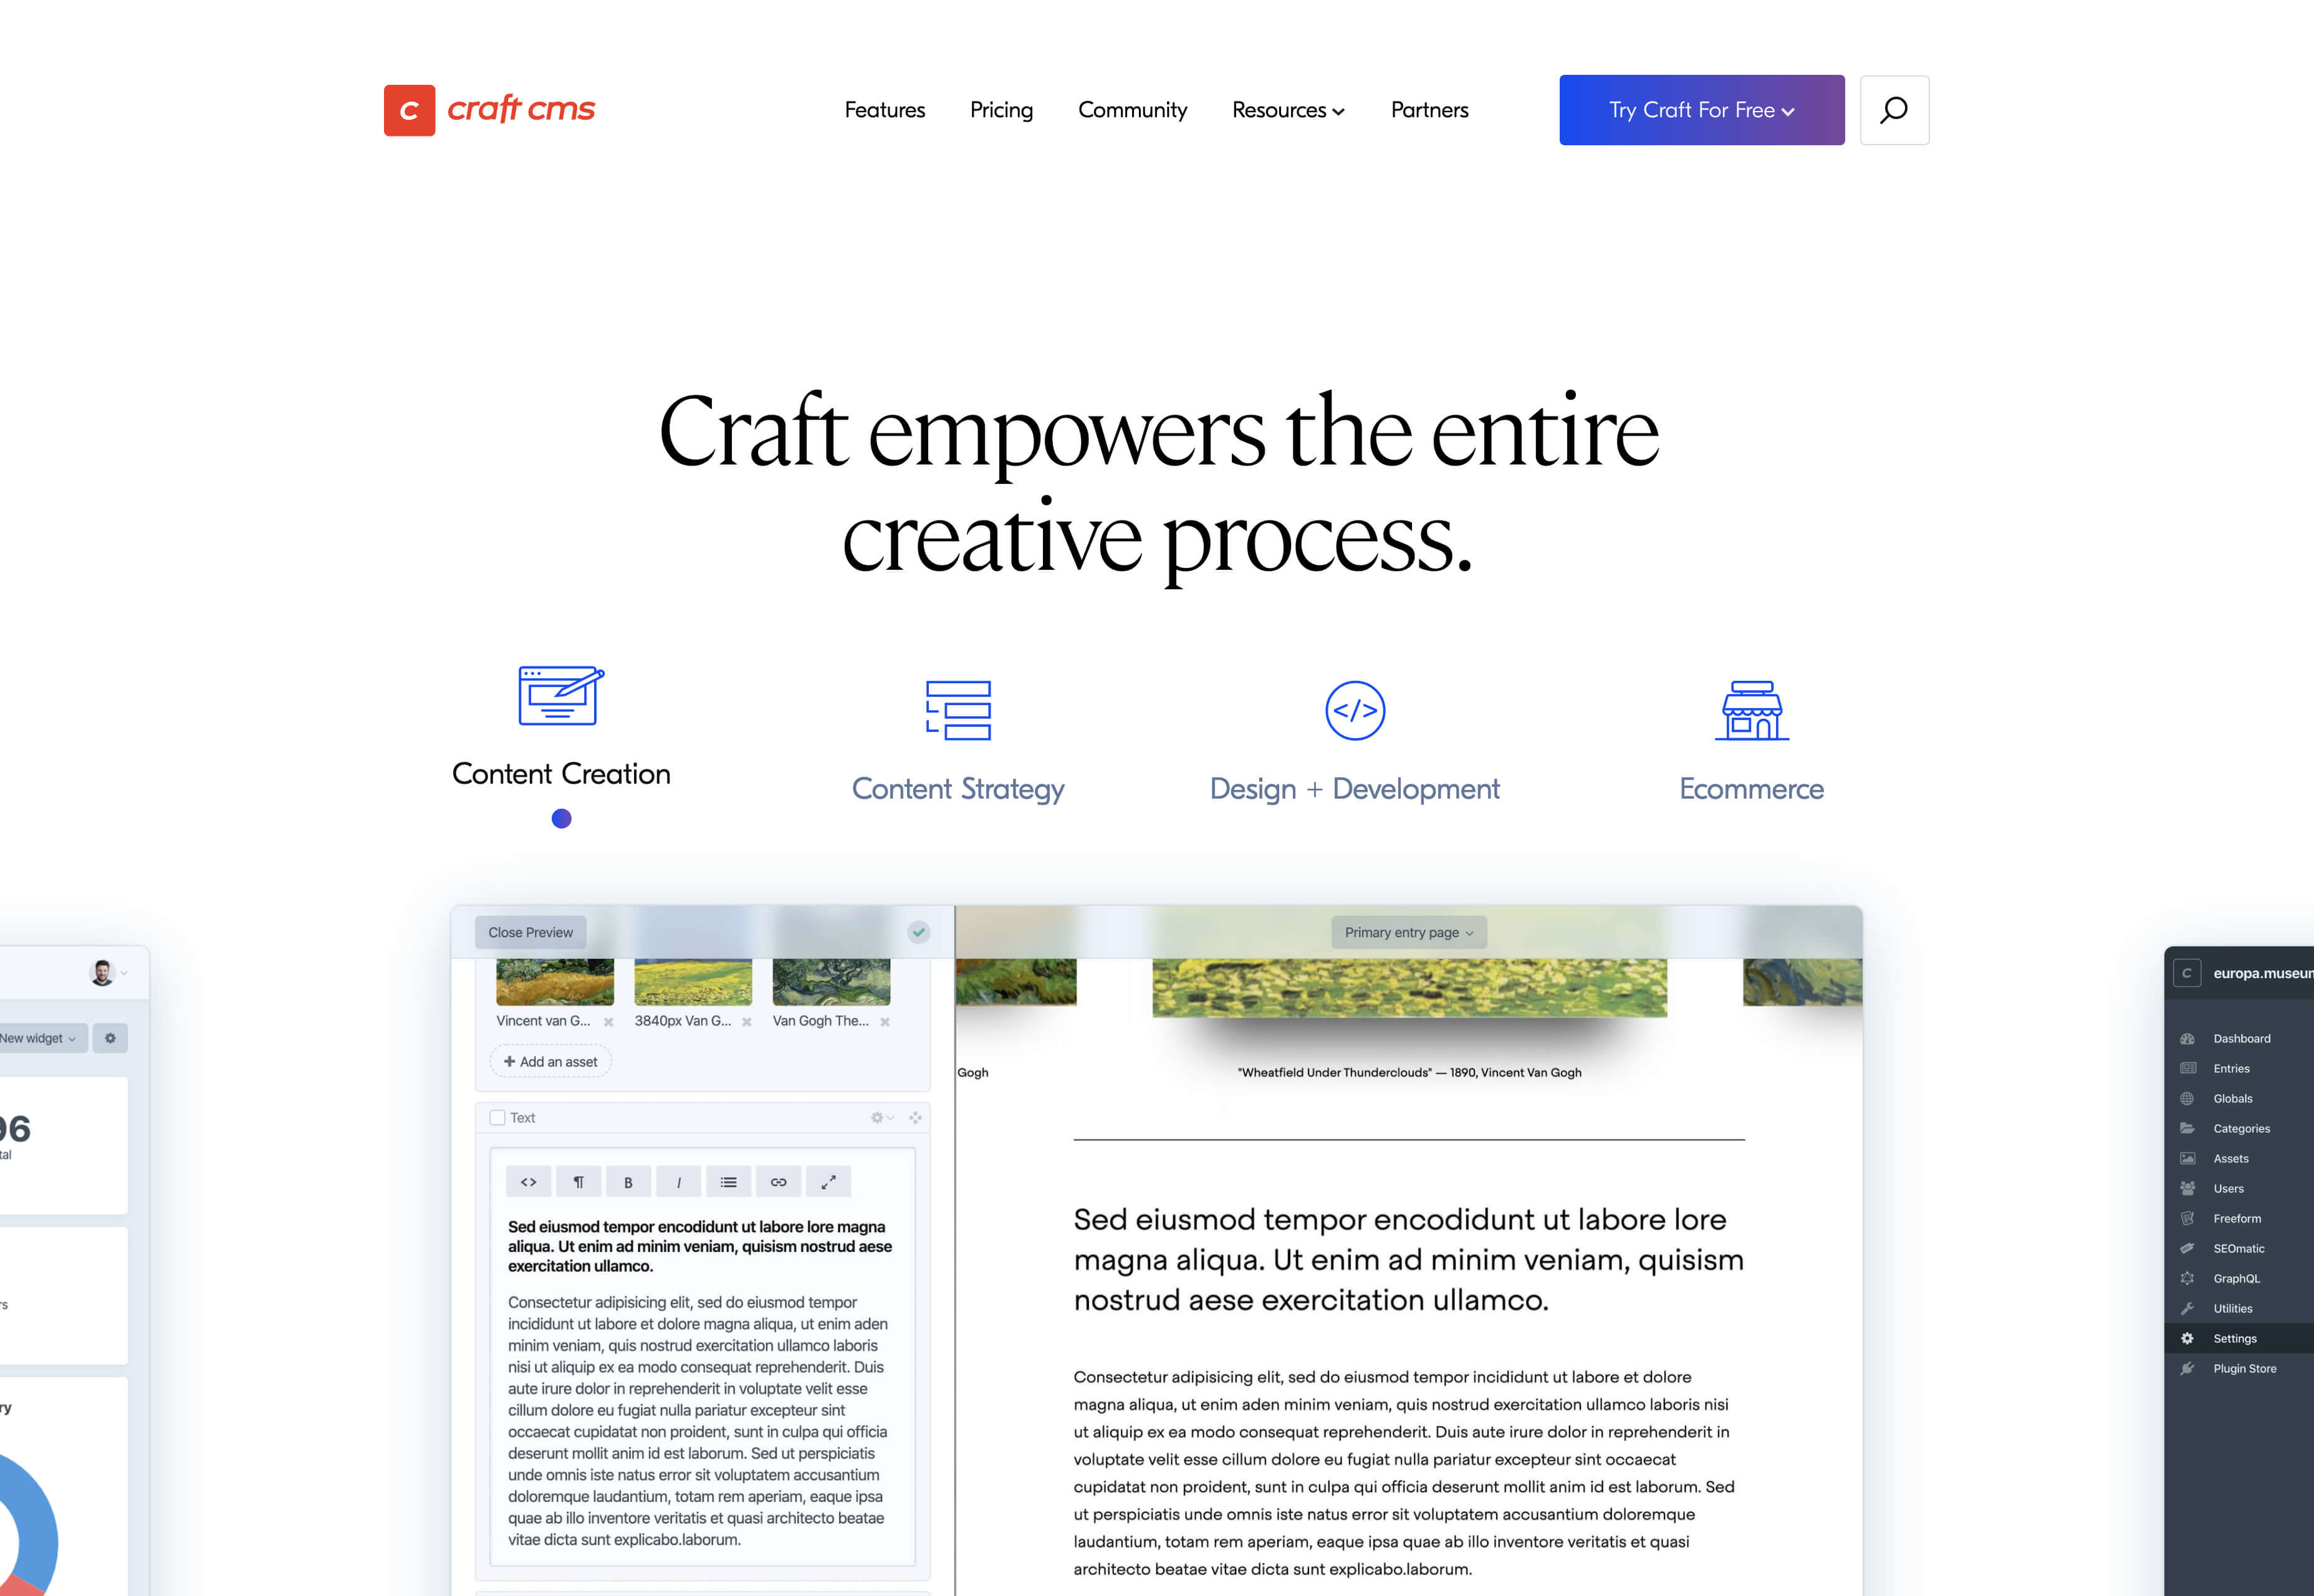 c craft cms
Features Pricing Community Resources Partners Try Craft For Free
Craft empowers the entire
creative process.
Content Creation Content Strategy Design + Development Ecommerce
New widget
96
Close Preview
Vincent van G... 3840px Van G... Van Gogh The...
+ Add an asset
Text
<> ¶ B I
Sed eiusmod tempor encodidunt ut labore lore magna
aliqua. Ut enim ad minim veniam, quisism nostrud aese
exercitation ullamco.
Consectetur adipisicing elit, sed do eiusmod tempor
incididunt ut labore et dolore magna aliqua, ut enim aden
minim veniam, quis nostrud exercitation ullamco laboris
nisi ut aliquip ex ea modo consequat reprehenderit. Duis
aute irure dolor in reprehenderit in voluptate velit esse
cillum dolore eu fugiat nulla pariatur excepteur sint
occaecat cupidatat non proident, sunt in culpa qui officia
deserunt mollit anim id est laborum. Sed ut perspiciatis
unde omnis iste natus error sit voluptatem accusantium
doloremque laudantium, totam rem aperiam, eaque ipsa
quae ab illo inventore veritatis et quasi architecto beatae
vitae dicta sunt explicabo.laborum.
Primary entry page
Gogh
"Wheatfield Under Thunderclouds" — 1890, Vincent Van Gogh
Sed eiusmod tempor encodidunt ut labore lore
magna aliqua. Ut enim ad minim veniam, quisism
nostrud aese exercitation ullamco.
Consectetur adipisicing elit, sed do eiusmod tempor incididunt ut labore et dolore
magna aliqua, ut enim aden minim veniam, quis nostrud exercitation ullamco laboris nisi
ut aliquip ex ea modo consequat reprehenderit. Duis aute irure dolor in reprehenderit in
voluptate velit esse cillum dolore eu fugiat nulla pariatur excepteur sint occaecat
cupidatat non proident, sunt in culpa qui officia deserunt mollit anim id est laborum. Sed
ut perspiciatis unde omnis iste natus error sit voluptatem accusantium doloremque
laudantium, totam rem aperiam, eaque ipsa quae ab illo inventore veritatis et quasi
architecto beatae vitae dicta sunt explicabo.laborum.
C europa.museum
Dashboard
Entries
Globals
Categories
Assets
Users
Freeform
SEOmatic
GraphQL
Utilities
Settings
Plugin Store